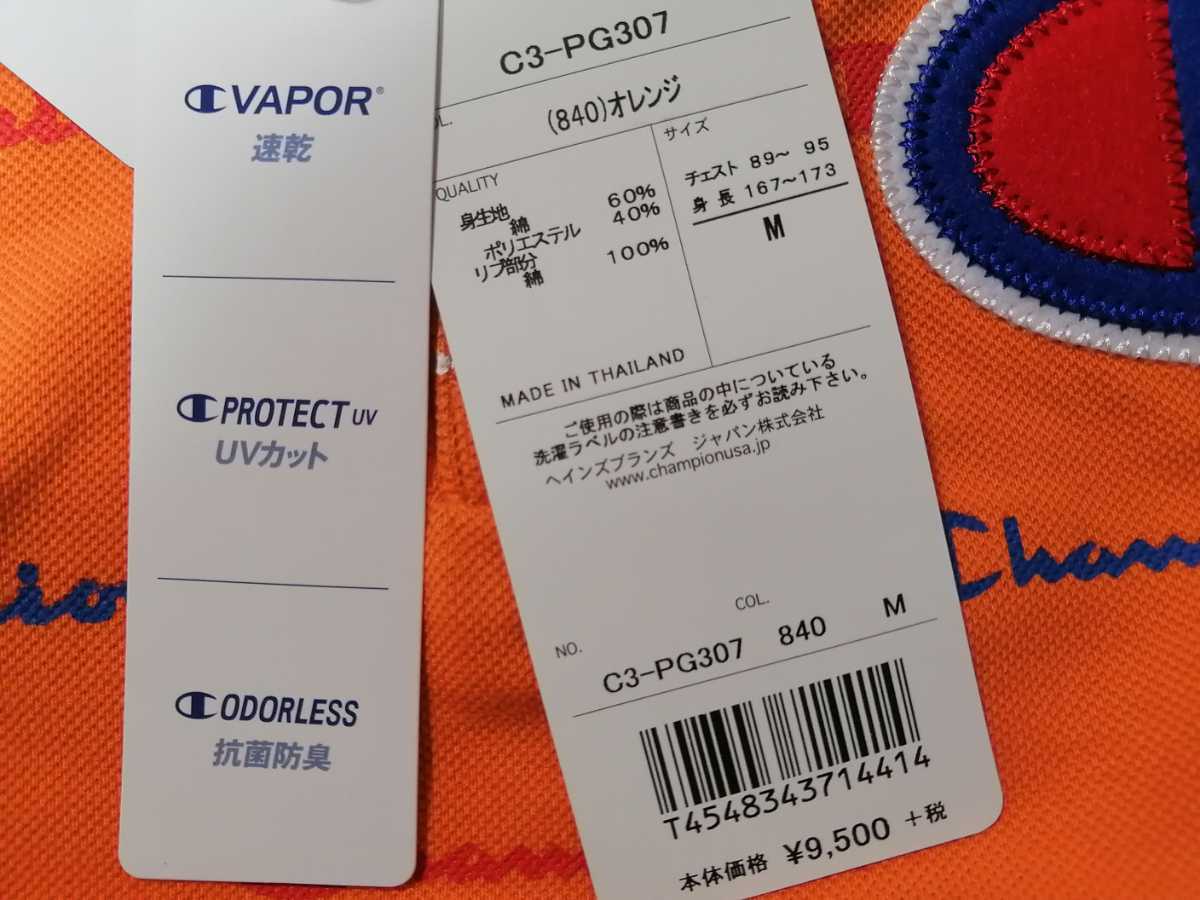 VAPOR®
速乾
PROTECT UV
UVカット
ODORLESS
抗菌防臭
C3-PG307
(840)オレンジ
QUALITY
身生地
綿 60%
ポリエステル 40%
リブ部分
綿 100%
サイズ
チェスト 89〜 95
身 長 167〜173
M
MADE IN THAILAND
ご使用の際は商品の中についている
洗濯ラベルの注意書きを必ずお読み下さい。
ヘインズブランズ ジャパン株式会社
www.championusa.jp
NO. COL.
C3-PG307 840 M
T4548343714414
本体価格 ¥9,500 +税
Cham